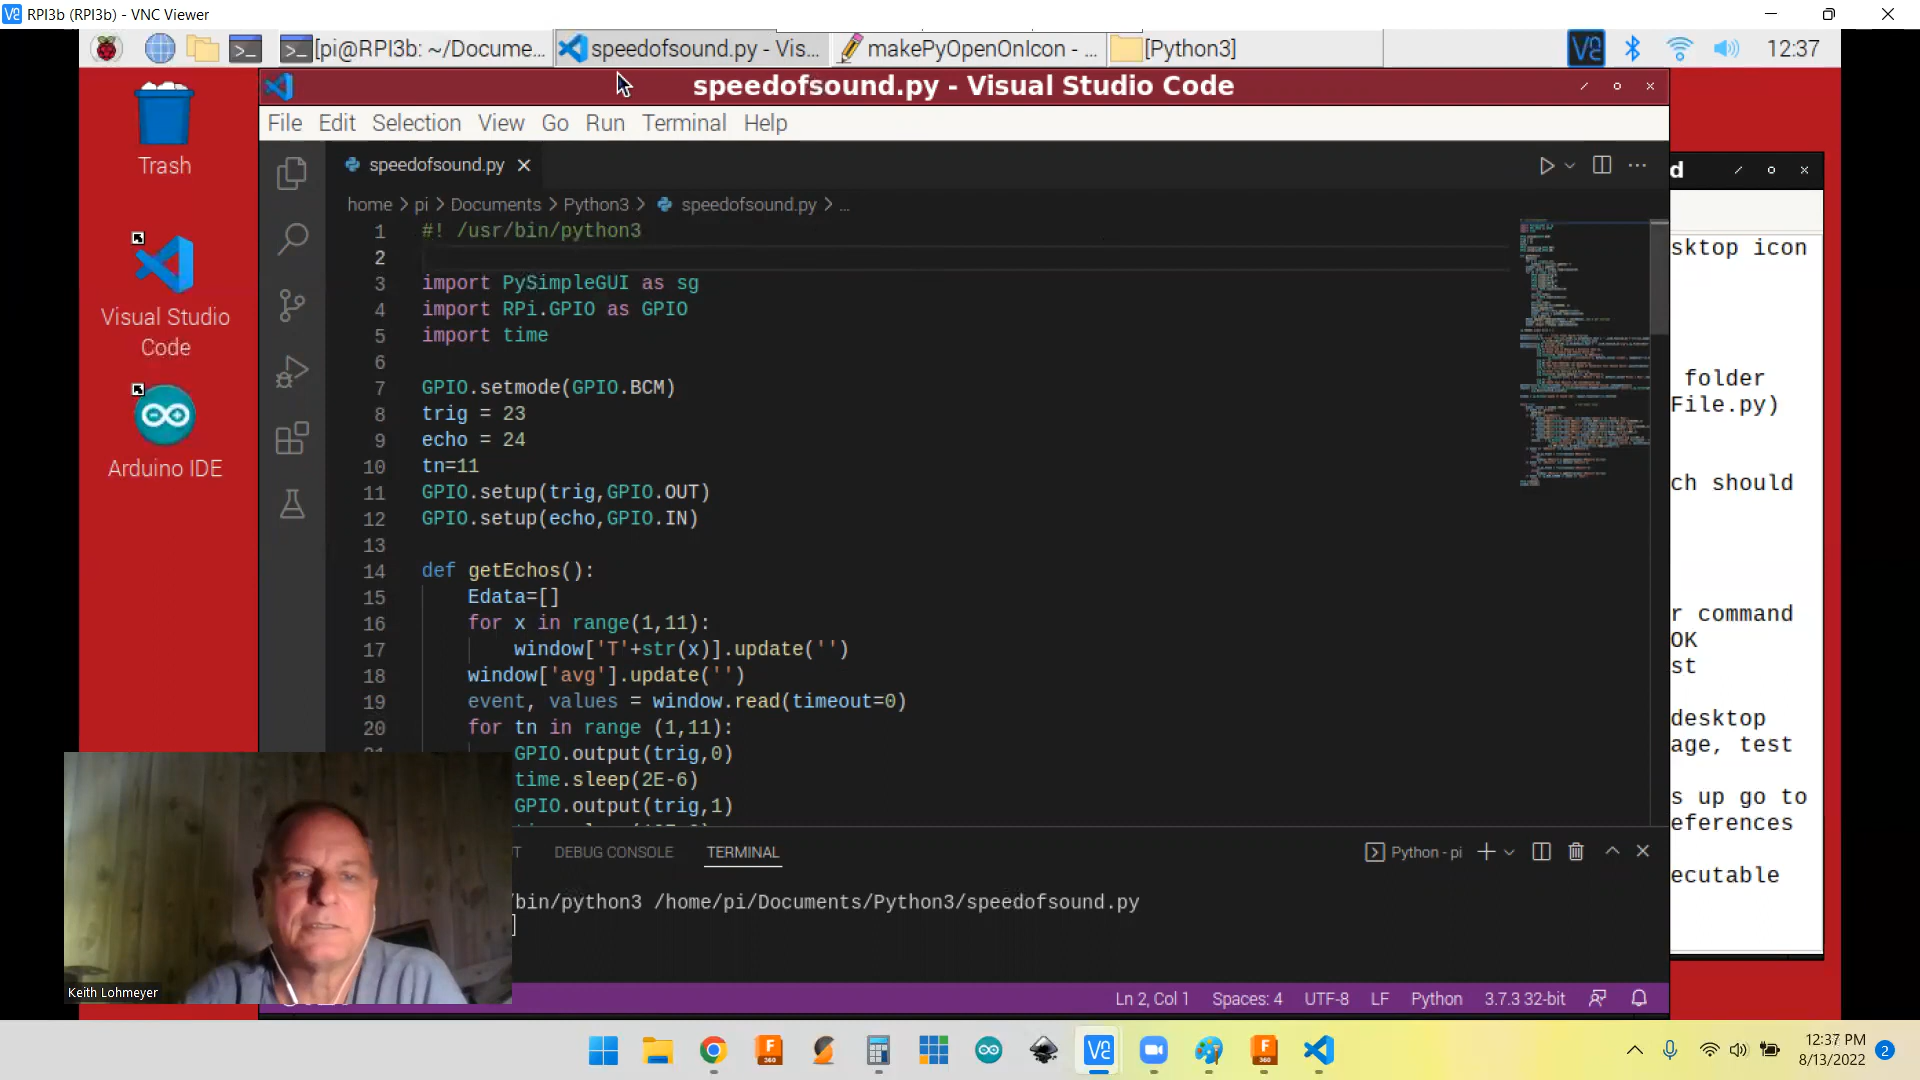 RPI3b (RPI3b) - VNC Viewer
[pi@RPI3b: ~/Docume...
speedofsound.py - Vis...
makePyOpenOnIcon - ...
[Python3]
12:37
Trash
Visual Studio
Code
Arduino IDE
speedofsound.py - Visual Studio Code
File Edit Selection View Go Run Terminal Help
speedofsound.py
home > pi > Documents > Python3 > speedofsound.py > ...
1 #! /usr/bin/python3
2
3 import PySimpleGUI as sg
4 import RPi.GPIO as GPIO
5 import time
6
7 GPIO.setmode(GPIO.BCM)
8 trig = 23
9 echo = 24
10 tn=11
11 GPIO.setup(trig,GPIO.OUT)
12 GPIO.setup(echo,GPIO.IN)
13
14 def getEchos():
15 Edata=[]
16 for x in range(1,11):
17 window['T'+str(x)].update('')
18 window['avg'].update('')
19 event, values = window.read(timeout=0)
20 for tn in range (1,11):
GPIO.output(trig,0)
time.sleep(2E-6)
GPIO.output(trig,1)
DEBUG CONSOLE TERMINAL
Python - pi
/bin/python3 /home/pi/Documents/Python3/speedofsound.py
]
Ln 2, Col 1 Spaces: 4 UTF-8 LF Python 3.7.3 32-bit
d
sktop icon
folder
File.py)
ch should
r command
OK
st
desktop
age, test
s up go to
eferences
ecutable
Keith Lohmeyer
12:37 PM
8/13/2022
2